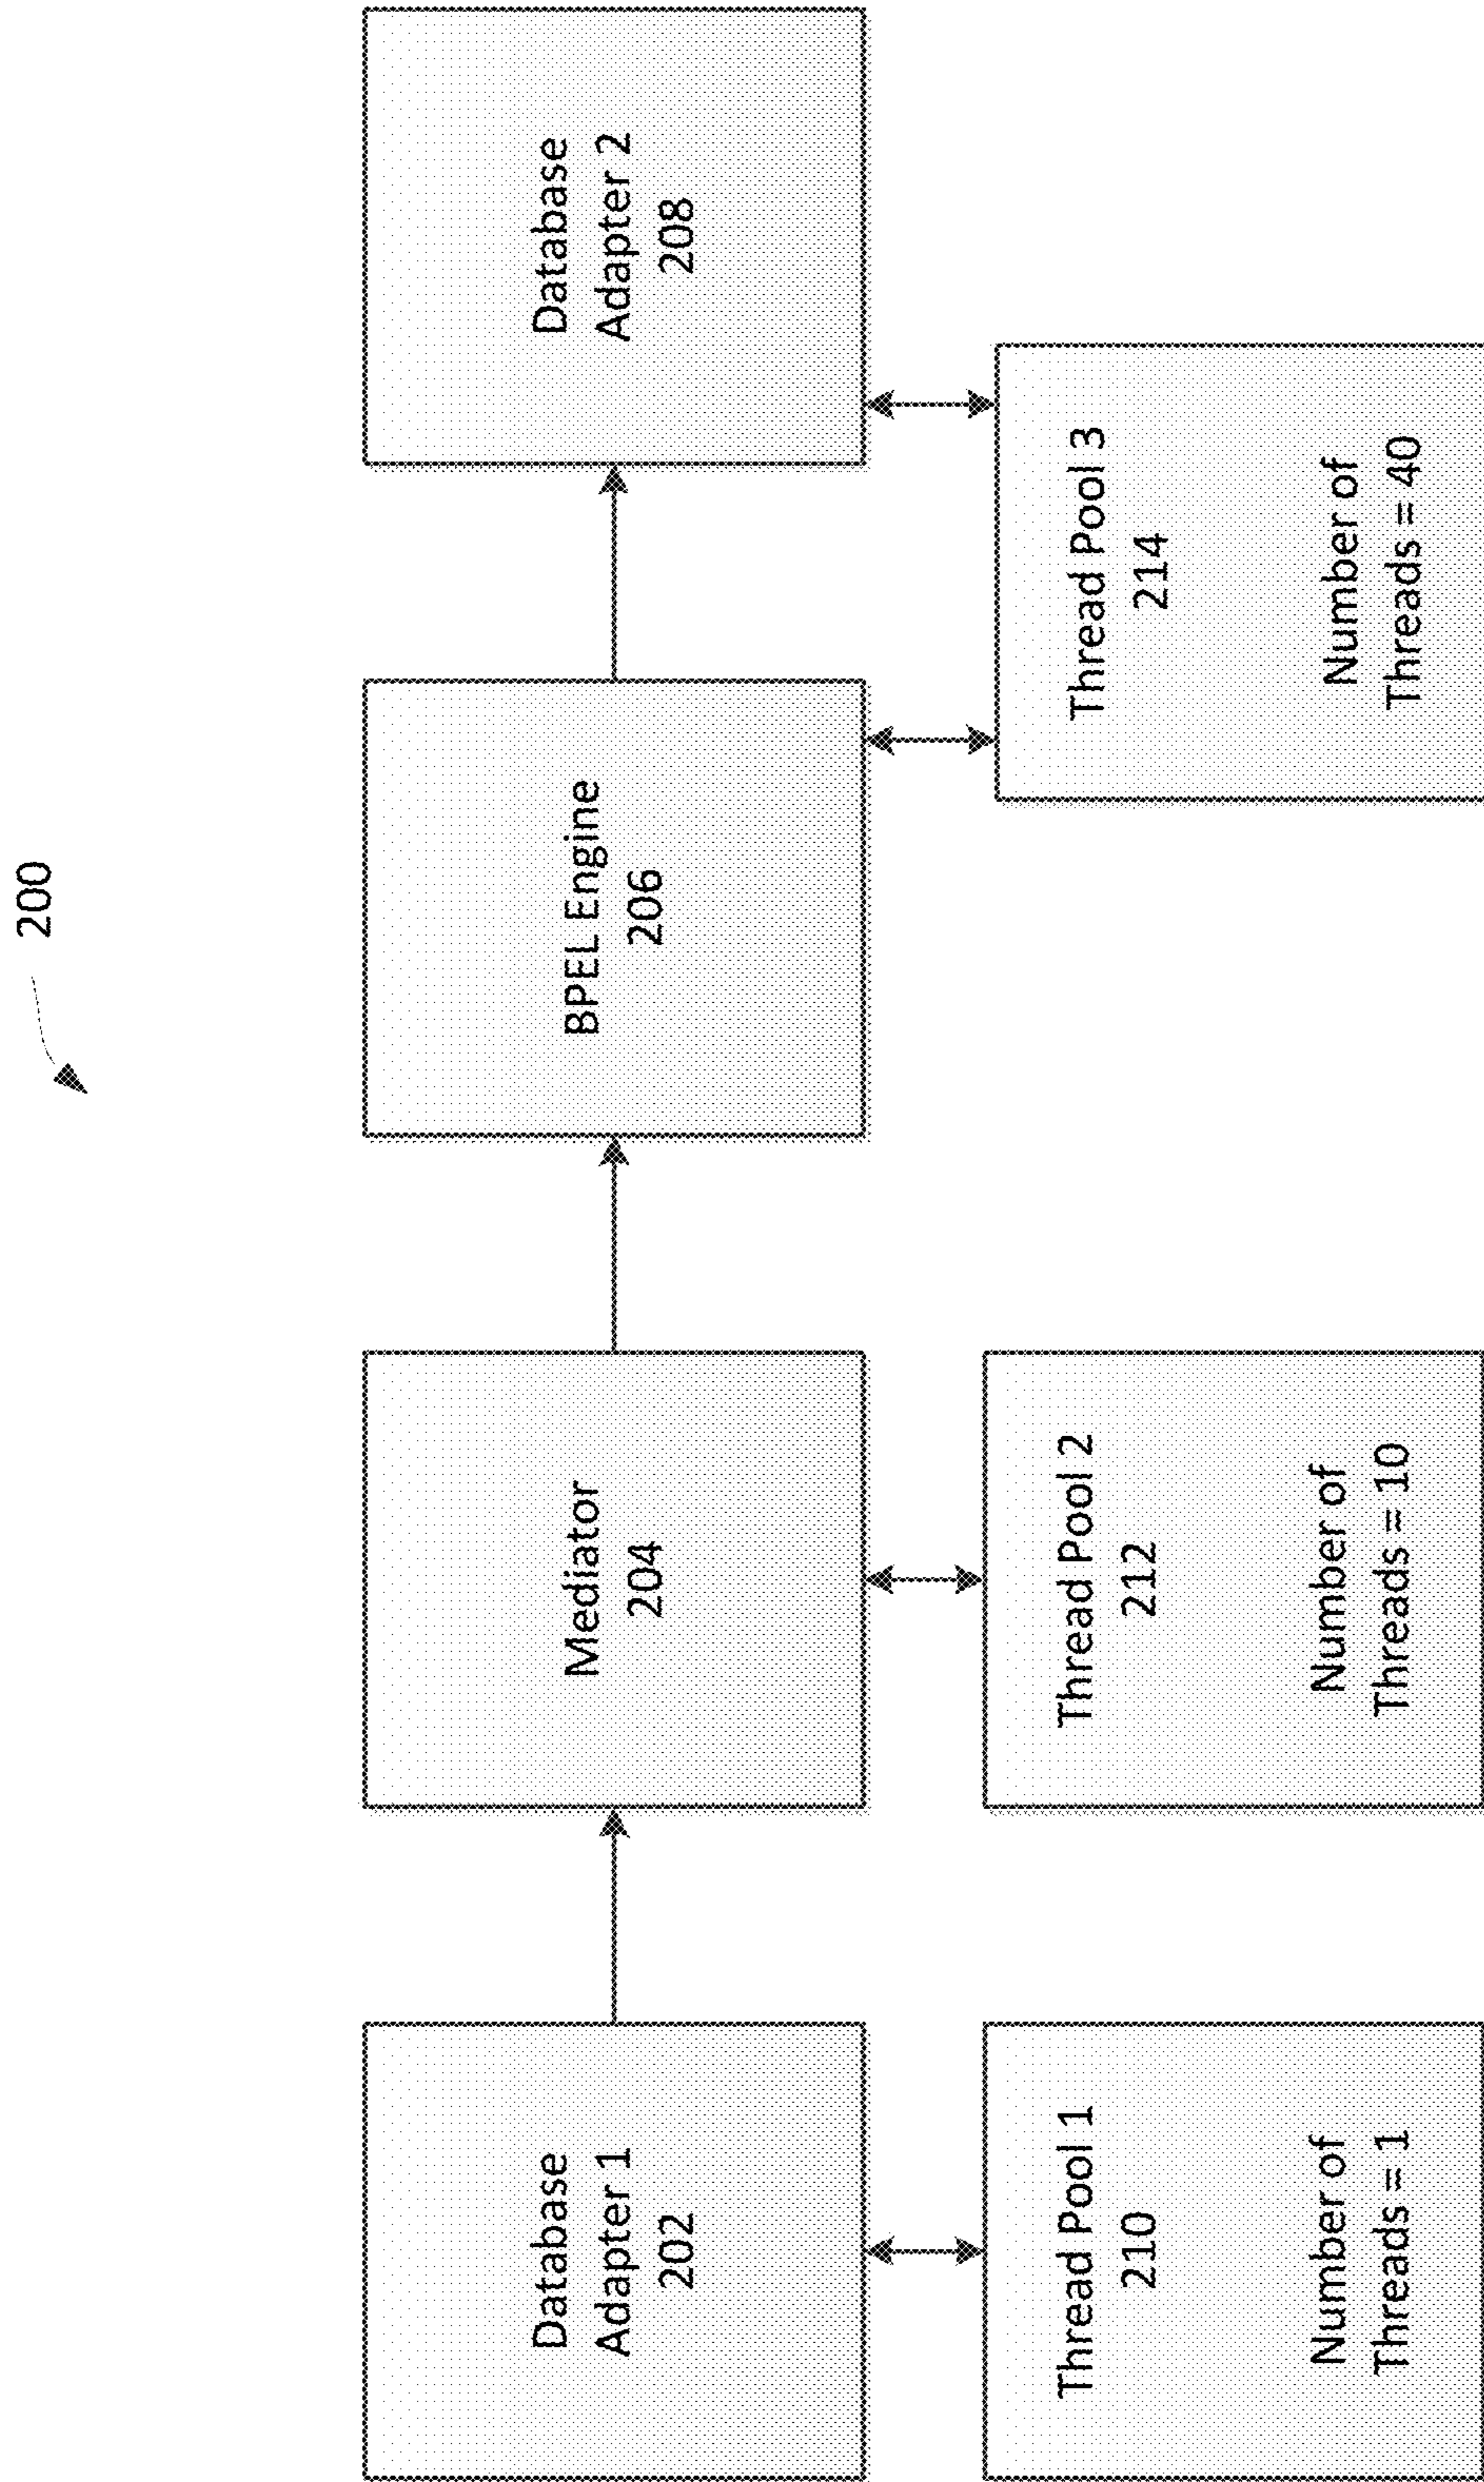 200
Database
Adapter 1
202
Mediator
204
BPEL Engine
206
Database
Adapter 2
208
Thread Pool 1
210
Number of
Threads = 1
Thread Pool 2
212
Number of
Threads = 10
Thread Pool 3
214
Number of
Threads = 40